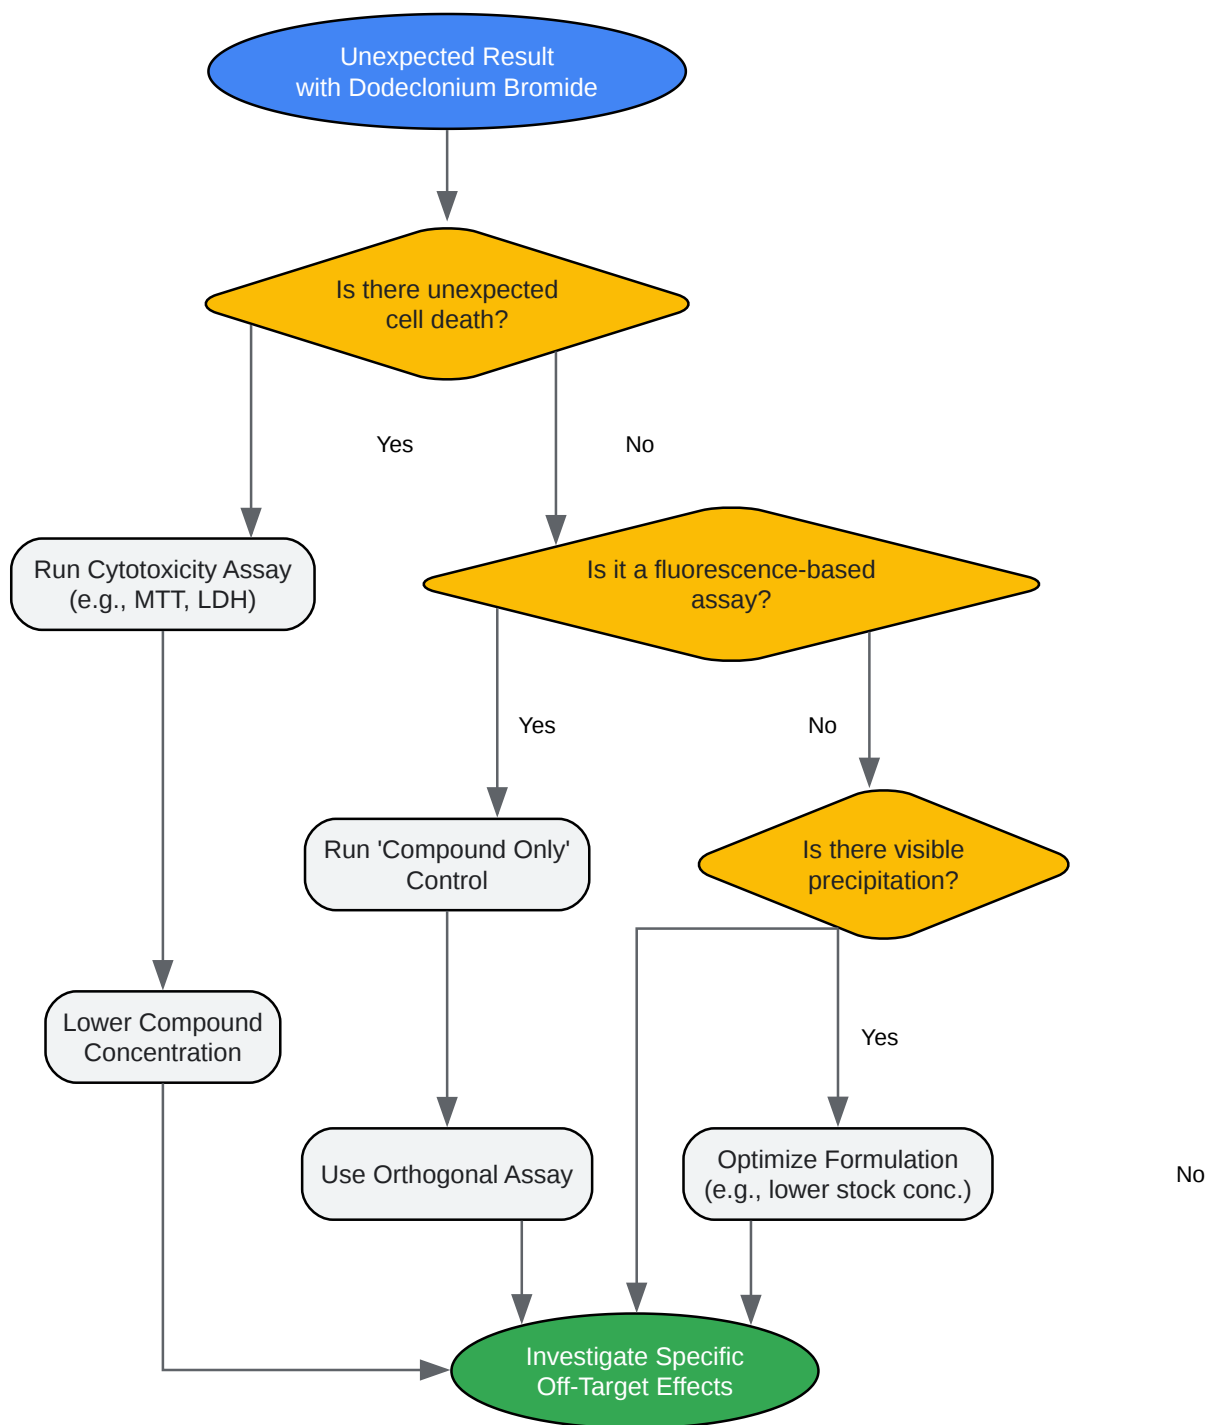 Unexpected Result
with Dodeclonium Bromide
Is there unexpected
cell death?
Yes
No
Run Cytotoxicity Assay
(e.g., MTT, LDH)
Is it a fluorescence-based
assay?
Yes
No
Run 'Compound Only'
Control
Is there visible
precipitation?
Lower Compound
Concentration
Yes
Use Orthogonal Assay
Optimize Formulation
(e.g., lower stock conc.)
No
Investigate Specific
Off-Target Effects